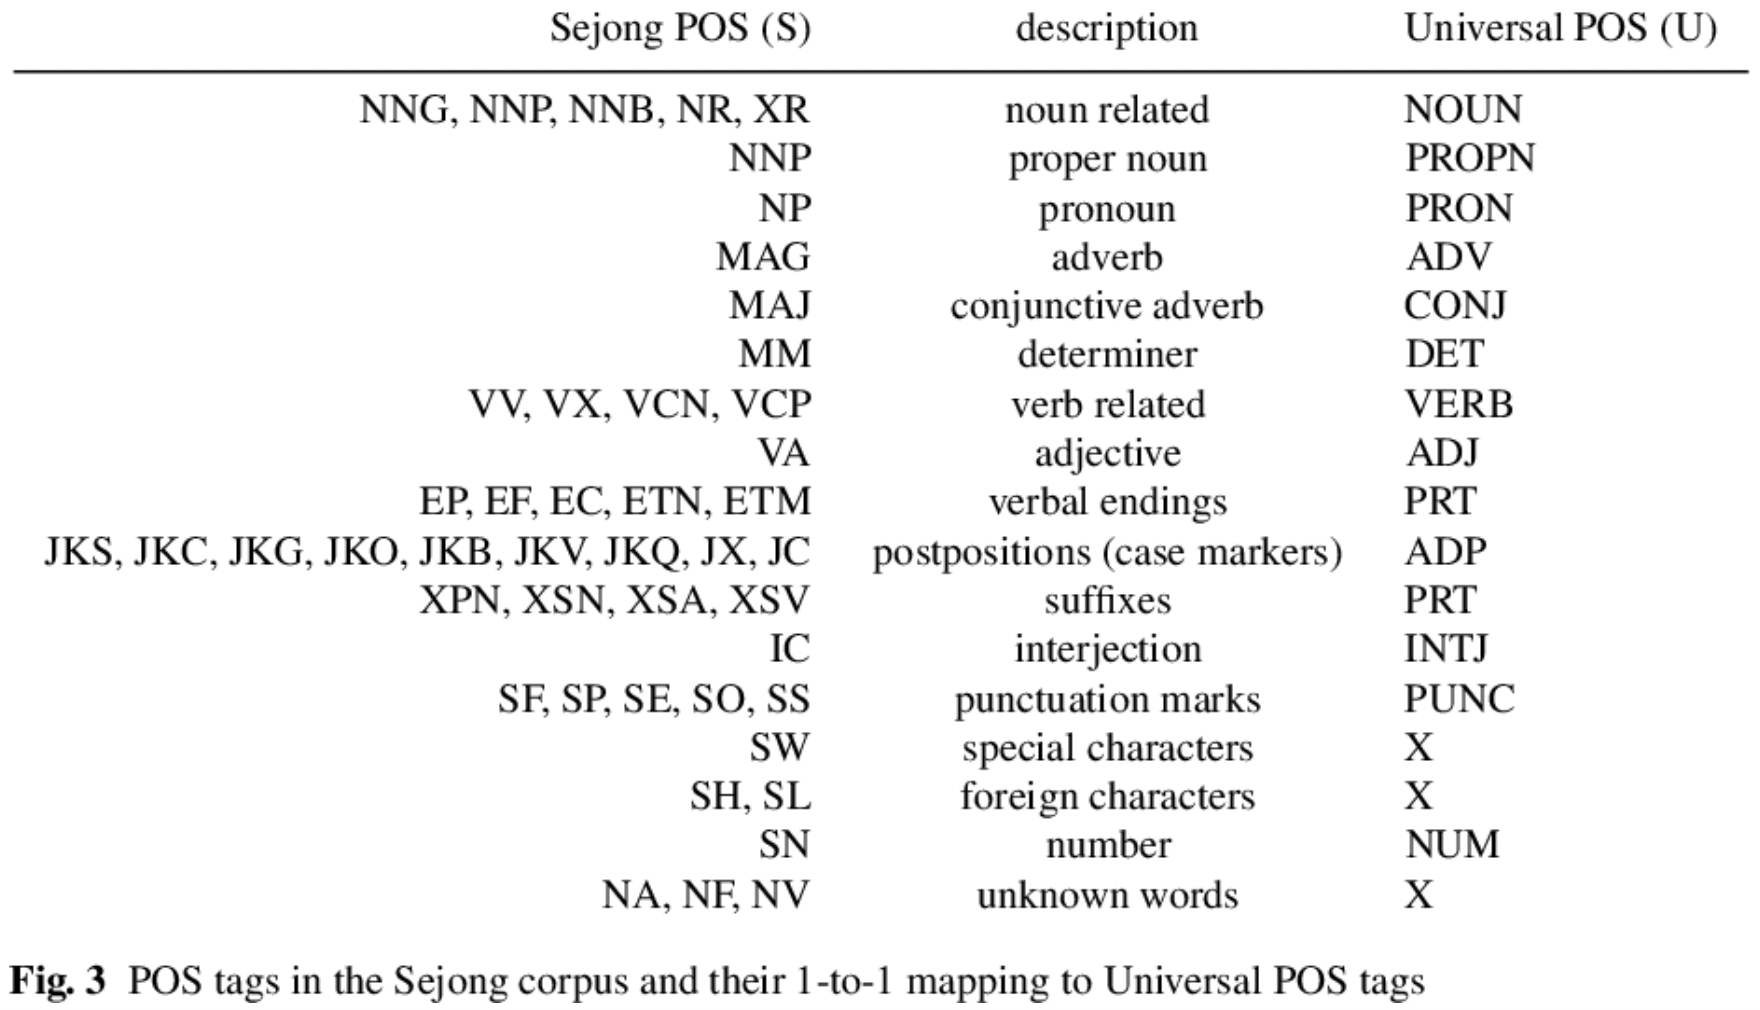 Sejong POS (S) description Universal POS (U)
NNG, NNP, NNB, NR, XR noun related NOUN
NNP proper noun PROPN
NP pronoun PRON
MAG adverb ADV
MAJ conjunctive adverb CONJ
MM determiner DET
VV, VX, VCN, VCP verb related VERB
VA adjective ADJ
EP, EF, EC, ETN, ETM verbal endings PRT
JKS, JKC, JKG, JKO, JKB, JKV, JKQ, JX, JC postpositions (case markers) ADP
XPN, XSN, XSA, XSV suffixes PRT
IC interjection INTJ
SF, SP, SE, SO, SS punctuation marks PUNC
SW special characters X
SH, SL foreign characters X
SN number NUM
NA, NF, NV unknown words X
Fig. 3 POS tags in the Sejong corpus and their 1-to-1 mapping to Universal POS tags